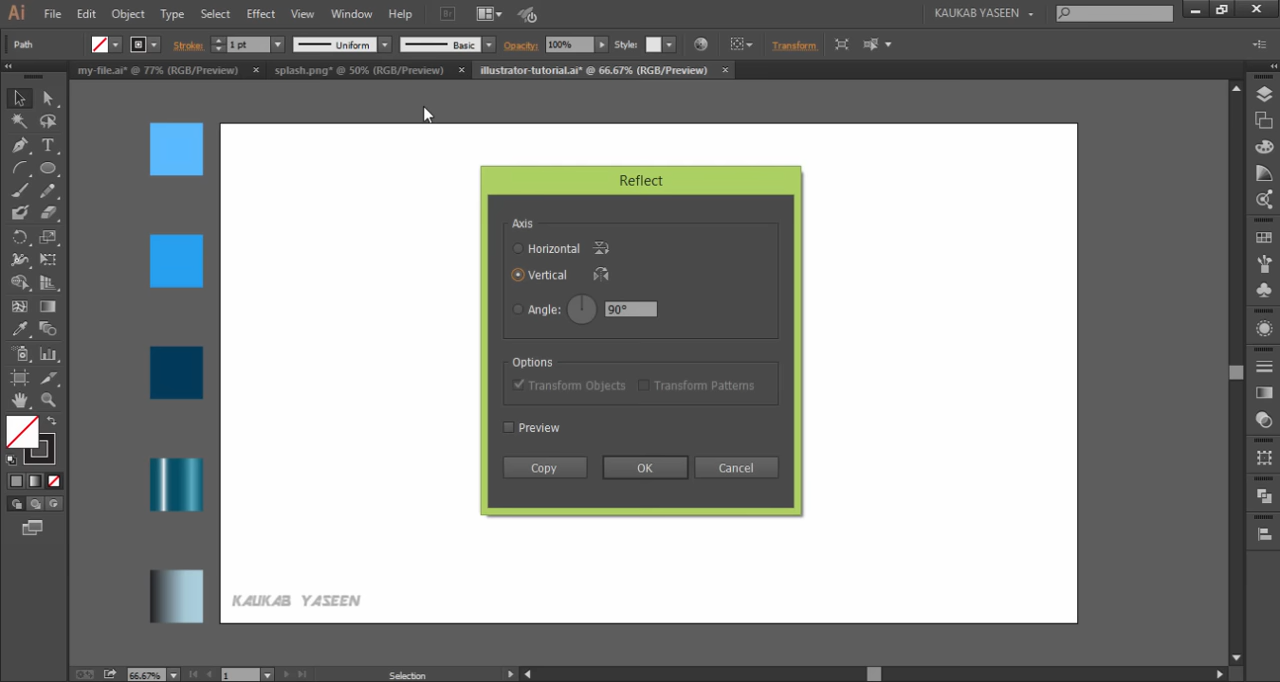 Ai File Edit Object Type Select Effect View Window Help Br KAUKAB YASEEN
Path Stroke: 1 pt Uniform Basic Opacity: 100% Style: Transform
my-file.ai* @ 77% (RGB/Preview) × splash.png* @ 50% (RGB/Preview) × illustrator-tutorial.ai* @ 66.67% (RGB/Preview) ×
Reflect
Axis
Horizontal
Vertical
Angle: 90°
Options
Transform Objects Transform Patterns
Preview
Copy OK Cancel
KAUKAB YASEEN
66.67% 1 Selection